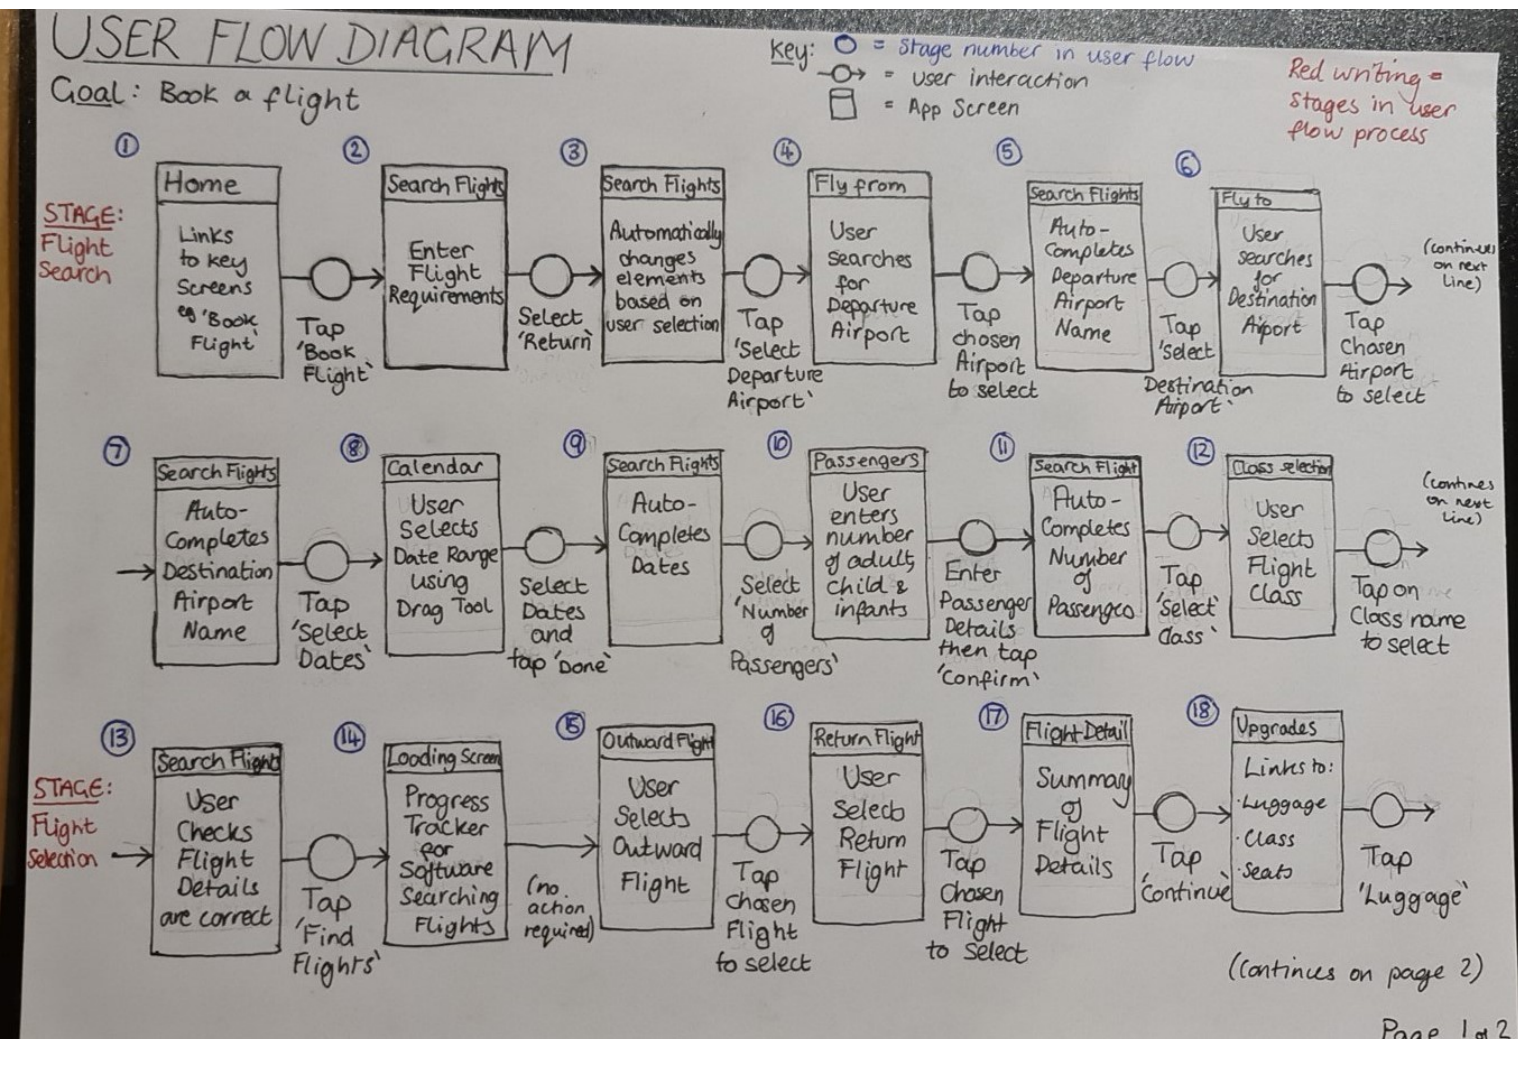 USER FLOW DIAGRAM
Goal: Book a flight
Key: O = Stage number in user flow
= User interaction
= App Screen
Red writing =
stages in user
flow process
STAGE:
Flight
Search
1
Home
Links
to key
Screens
eg 'Book
Flight'
Tap
'Book
Flight'
2
Search Flights
Enter
Flight
Requirements
Select
'Return'
3
Search Flights
Automatically
changes
elements
based on
user selection
Tap
'Select
Departure
Airport'
4
Fly from
User
searches
for
Departure
Airport
Tap
chosen
Airport
to select
5
Search Flights
Auto-
Completes
Departure
Airport
Name
Tap
'Select
Destination
Airport'
6
Fly to
User
searches
for
Destination
Aiport
Tap
Chosen
Airport
to select
(continues
on next
line)
7
Search Flights
Auto-
Completes
Destination
Airport
Name
Tap
'Select
Dates'
8
Calendar
User
Selects
Date Range
using
Drag Tool
Select
Dates
and
tap 'Done'
9
Search Flights
Auto-
Completes
Dates
Select
'Number
of
Passengers'
10
Passengers
User
enters
number
of adult,
child &
infants
Enter
Passenger
Details
then tap
'Confirm'
11
Search Flight
Auto-
Completes
Number
of
Tap
'Select
Class'
12
Class selection
User
Selects
Flight
Class
Tap on
Class name
to select
(contines
on next
Line)
STAGE:
Flight
Selection
13
Search Flights
User
Checks
Flight
Details
are correct
Tap
'Find
Flights'
14
Loading Screen
Progress
Tracker
for
Software
Searching
Flights
(no
action
required)
15
Outward Flight
User
Selects
Outward
Flight
Tap
chosen
Flight
to select
16
Return Flight
User
Selects
Return
Flight
Tap
Chosen
Flight
to select
17
Flight Detail
Summary
of
Flight
Details
Tap
'Continue'
18
Upgrades
Links to:
·Luggage
·Class
·Seats
Tap
'Luggage'
(Continues on page 2)
Page 1 of 2